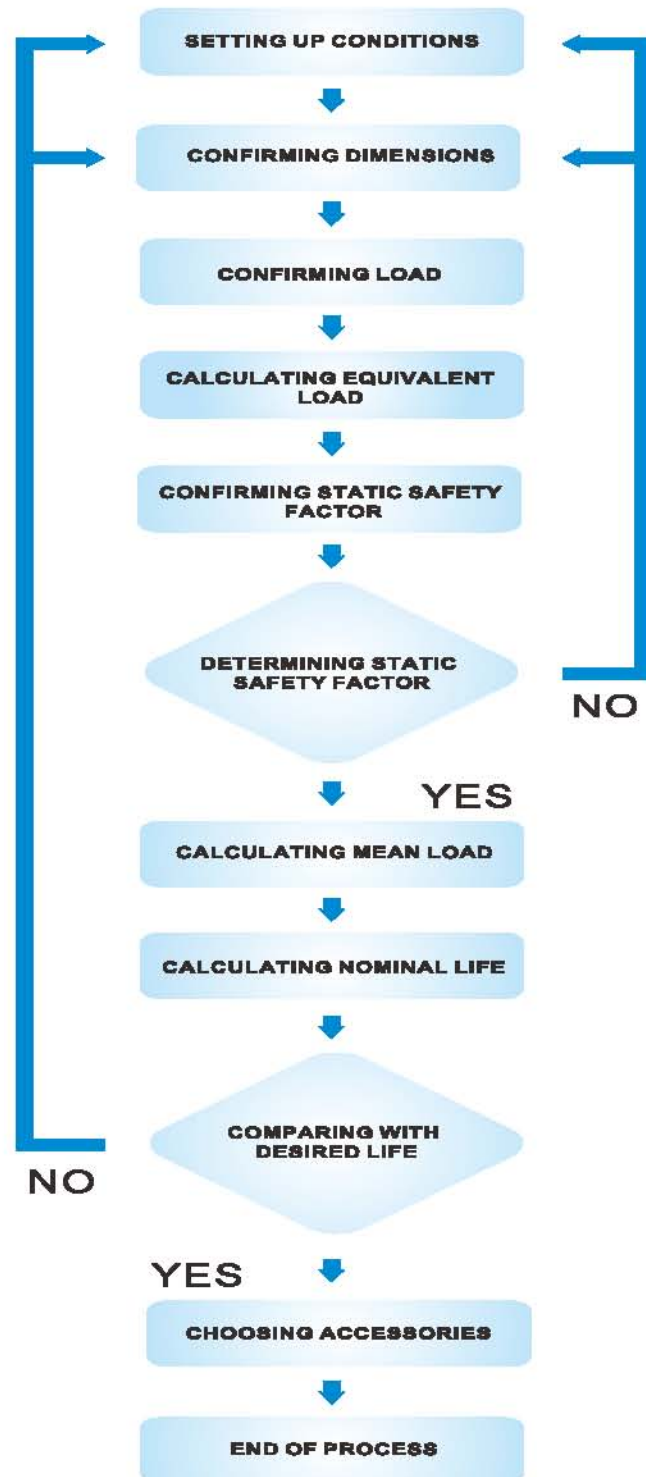 SETTING UP CONDITIONS
CONFIRMING DIMENSIONS
CONFIRMING LOAD
CALCULATING EQUIVALENT
LOAD
CONFIRMING STATIC SAFETY
FACTOR
DETERMINING STATIC
SAFETY FACTOR
NO
YES
CALCULATING MEAN LOAD
CALCULATING NOMINAL LIFE
COMPARING WITH
DESIRED LIFE
NO
YES
CHOOSING ACCESSORIES
END OF PROCESS